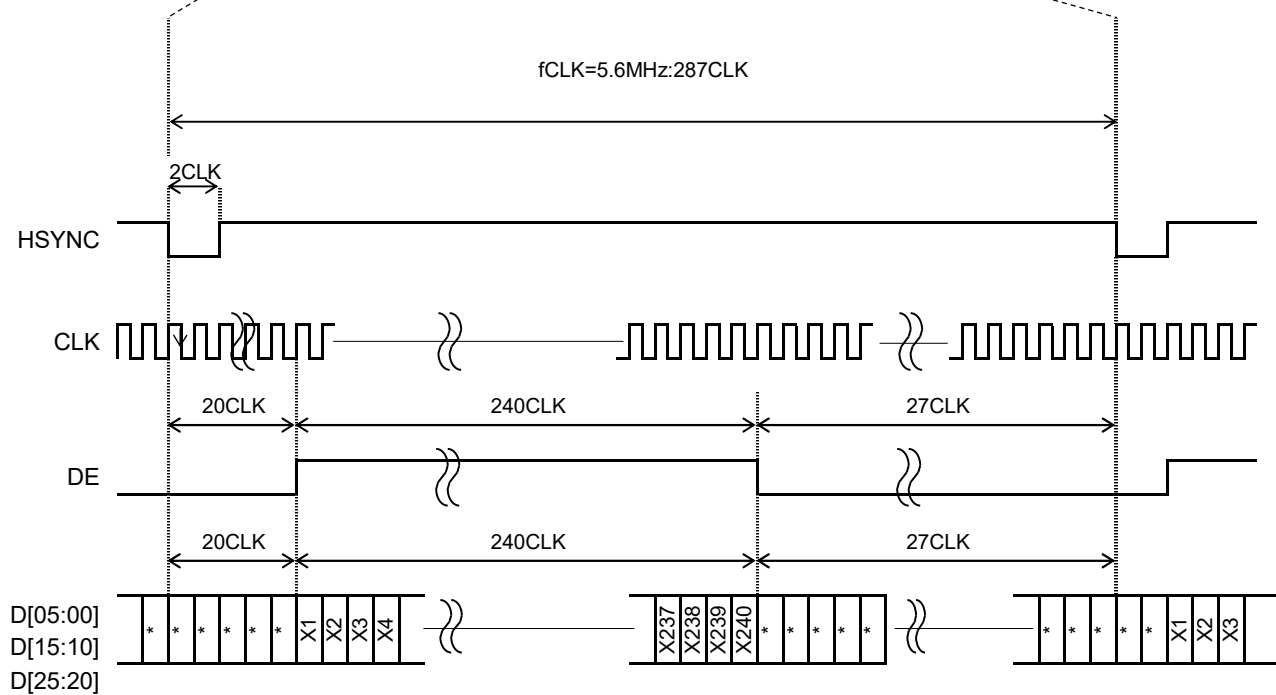 fCLK=5.6MHz:287CLK
2CLK
HSYNC
CLK
20CLK 240CLK 27CLK
DE
20CLK 240CLK 27CLK
D[05:00]
D[15:10]
D[25:20]
* * * * * * X1 X2 X3 X4 X237 X238 X239 X240 * * * * * * * * * * X1 X2 X3